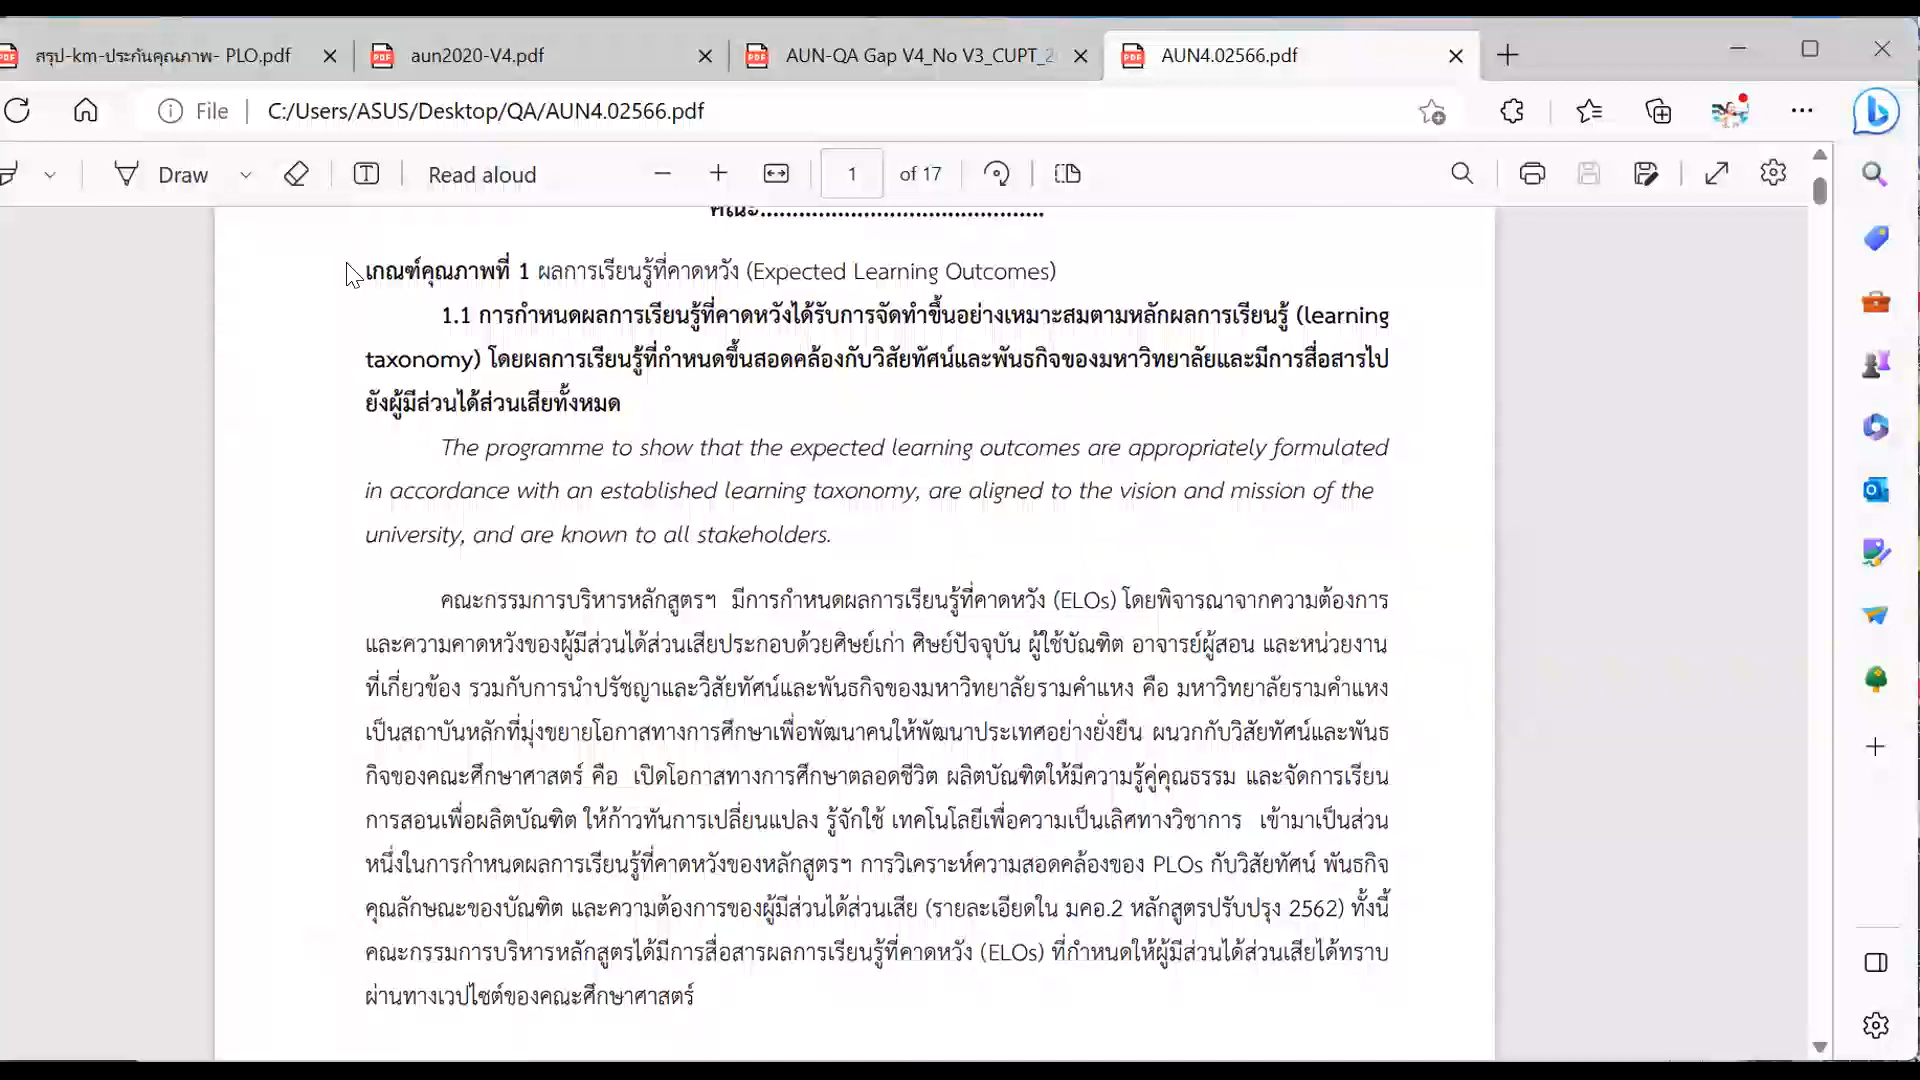 สรุป-km-ประกันคุณภาพ- PLO.pdf
aun2020-V4.pdf
AUN-QA Gap V4_No V3_CUPT_2
AUN4.02566.pdf
File
C:/Users/ASUS/Desktop/QA/AUN4.02566.pdf
Draw
Read aloud
1 of 17
คณะ............................................
เกณฑ์คุณภาพที่ 1 ผลการเรียนรู้ที่คาดหวัง (Expected Learning Outcomes)
1.1 การกำหนดผลการเรียนรู้ที่คาดหวังได้รับการจัดทำขึ้นอย่างเหมาะสมตามหลักผลการเรียนรู้ (learning
taxonomy) โดยผลการเรียนรู้ที่กำหนดขึ้นสอดคล้องกับวิสัยทัศน์และพันธกิจของมหาวิทยาลัยและมีการสื่อสารไป
ยังผู้มีส่วนได้ส่วนเสียทั้งหมด
The programme to show that the expected learning outcomes are appropriately formulated
in accordance with an established learning taxonomy, are aligned to the vision and mission of the
university, and are known to all stakeholders.
คณะกรรมการบริหารหลักสูตรฯ มีการกำหนดผลการเรียนรู้ที่คาดหวัง (ELOs) โดยพิจารณาจากความต้องการ
และความคาดหวังของผู้มีส่วนได้ส่วนเสียประกอบด้วยศิษย์เก่า ศิษย์ปัจจุบัน ผู้ใช้บัณฑิต อาจารย์ผู้สอน และหน่วยงาน
ที่เกี่ยวข้อง รวมกับการนำปรัชญาและวิสัยทัศน์และพันธกิจของมหาวิทยาลัยรามคำแหง คือ มหาวิทยาลัยรามคำแหง
เป็นสถาบันหลักที่มุ่งขยายโอกาสทางการศึกษาเพื่อพัฒนาคนให้พัฒนาประเทศอย่างยั่งยืน ผนวกกับวิสัยทัศน์และพันธ
กิจของคณะศึกษาศาสตร์ คือ เปิดโอกาสทางการศึกษาตลอดชีวิต ผลิตบัณฑิตให้มีความรู้คู่คุณธรรม และจัดการเรียน
การสอนเพื่อผลิตบัณฑิต ให้ก้าวทันการเปลี่ยนแปลง รู้จักใช้ เทคโนโลยีเพื่อความเป็นเลิศทางวิชาการ เข้ามาเป็นส่วน
หนึ่งในการกำหนดผลการเรียนรู้ที่คาดหวังของหลักสูตรฯ การวิเคราะห์ความสอดคล้องของ PLOs กับวิสัยทัศน์ พันธกิจ
คุณลักษณะของบัณฑิต และความต้องการของผู้มีส่วนได้ส่วนเสีย (รายละเอียดใน มคอ.2 หลักสูตรปรับปรุง 2562) ทั้งนี้
คณะกรรมการบริหารหลักสูตรได้มีการสื่อสารผลการเรียนรู้ที่คาดหวัง (ELOs) ที่กำหนดให้ผู้มีส่วนได้ส่วนเสียได้ทราบ
ผ่านทางเวปไซต์ของคณะศึกษาศาสตร์